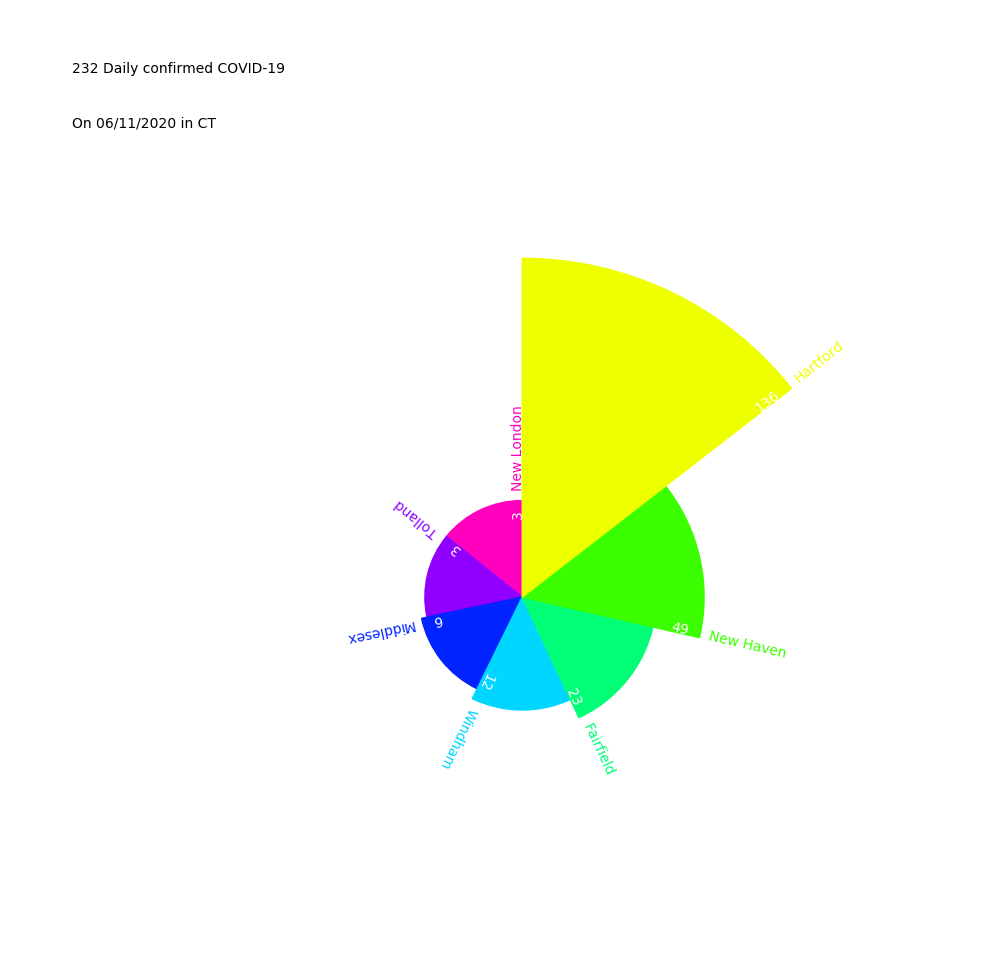 232 Daily confirmed COVID-19
On 06/11/2020 in CT
Hartford
136
New Haven
49
Fairfield
23
Windham
12
Middlesex
6
Tolland
3
New London
3